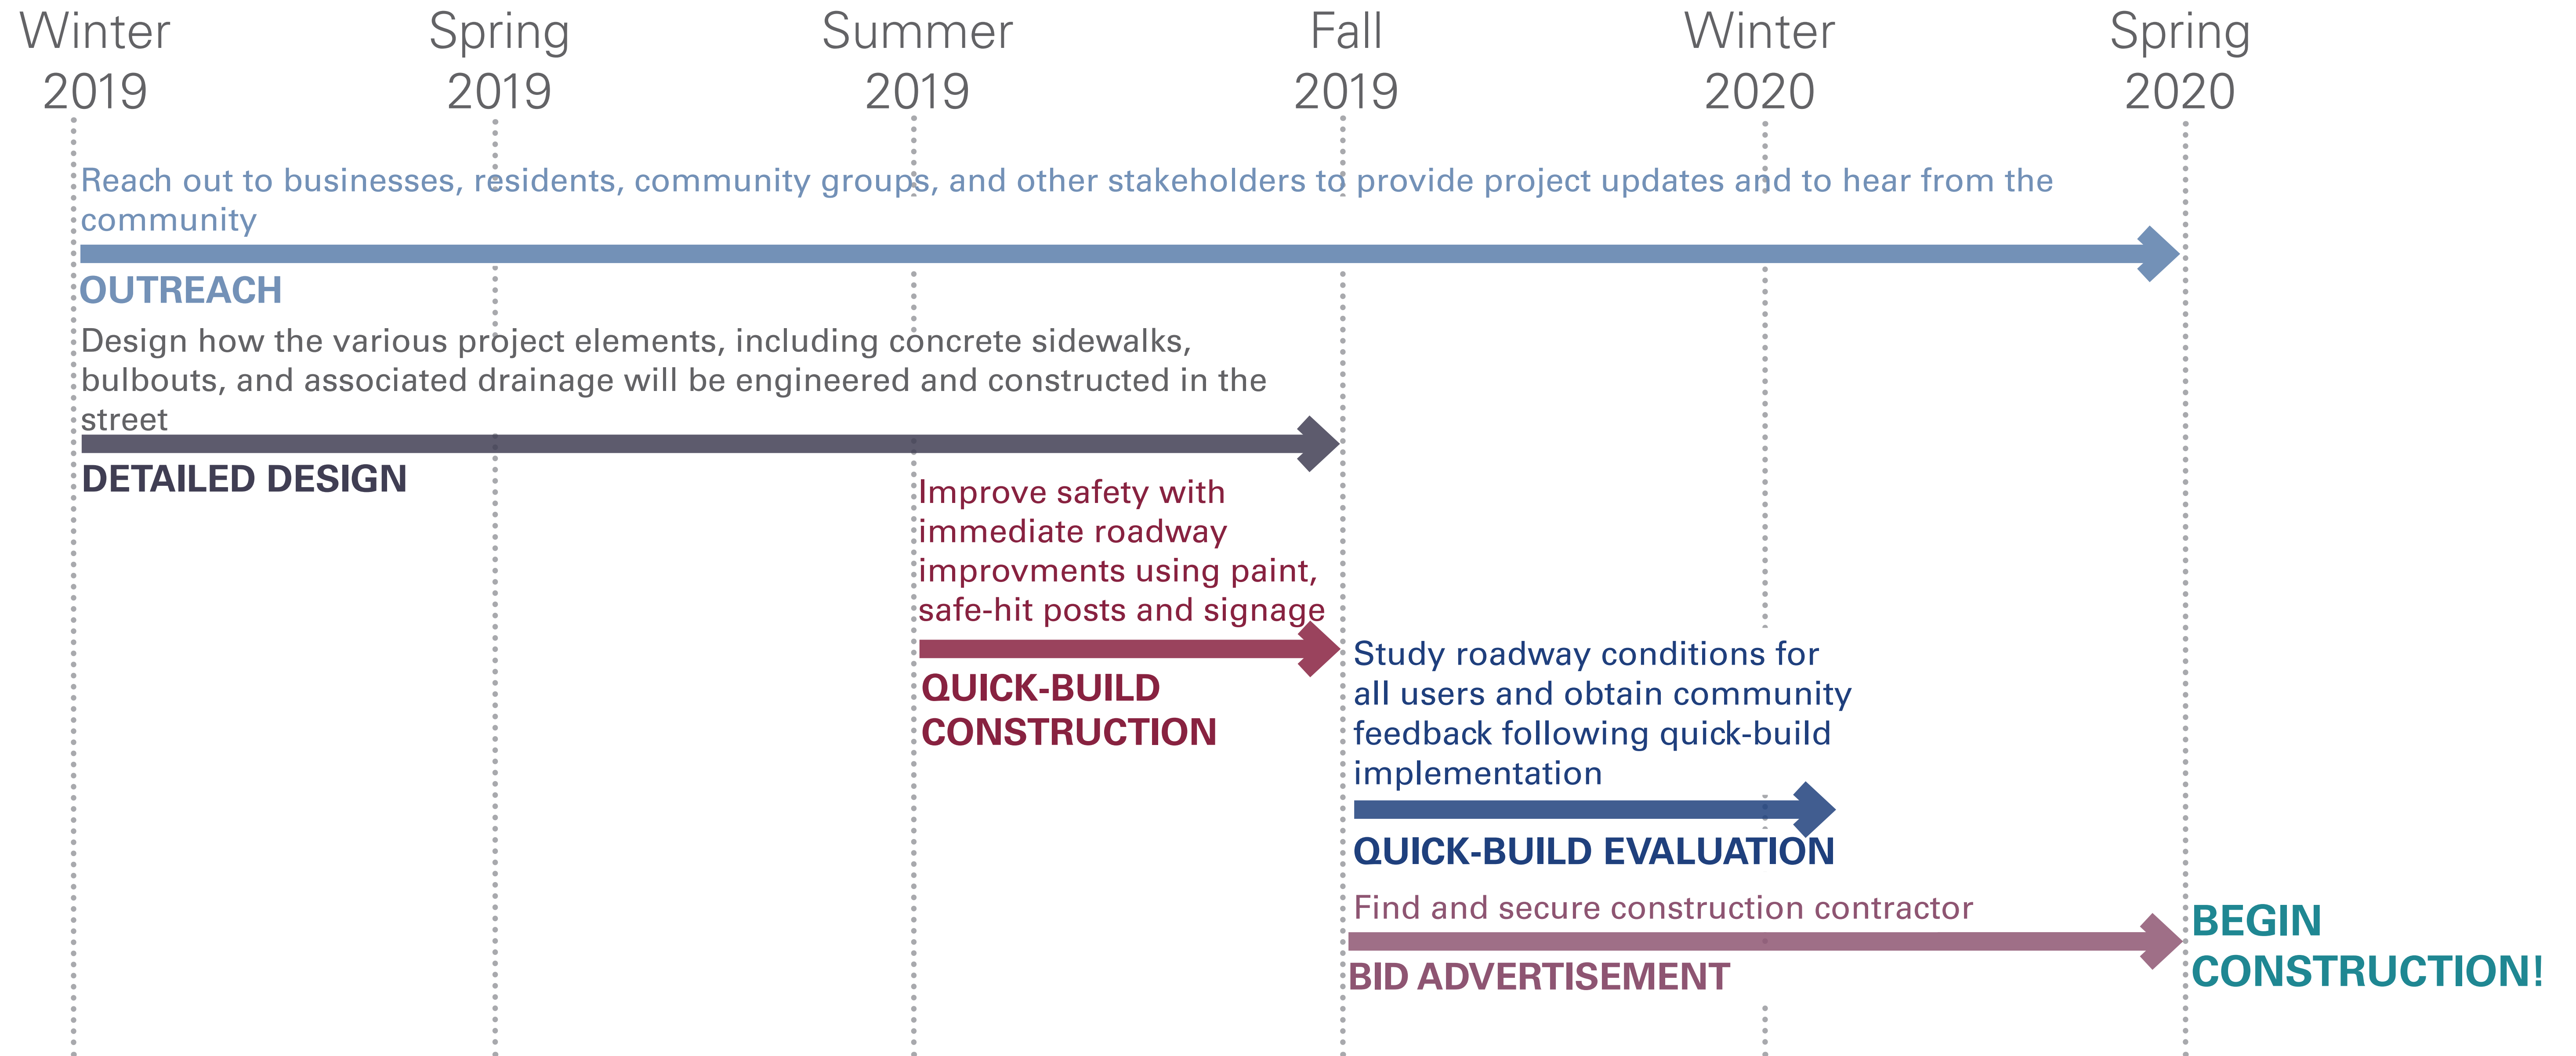 Winter 2019
Spring 2019
Summer 2019
Fall 2019
Winter 2020
Spring 2020
Reach out to businesses, residents, community groups, and other stakeholders to provide project updates and to hear from the
community
OUTREACH
Design how the various project elements, including concrete sidewalks,
bulbouts, and associated drainage will be engineered and constructed in the
street
DETAILED DESIGN
Improve safety with
immediate roadway
improvments using paint,
safe-hit posts and signage
QUICK-BUILD
CONSTRUCTION
Study roadway conditions for
all users and obtain community
feedback following quick-build
implementation
QUICK-BUILD EVALUATION
Find and secure construction contractor
BID ADVERTISEMENT
BEGIN
CONSTRUCTION!